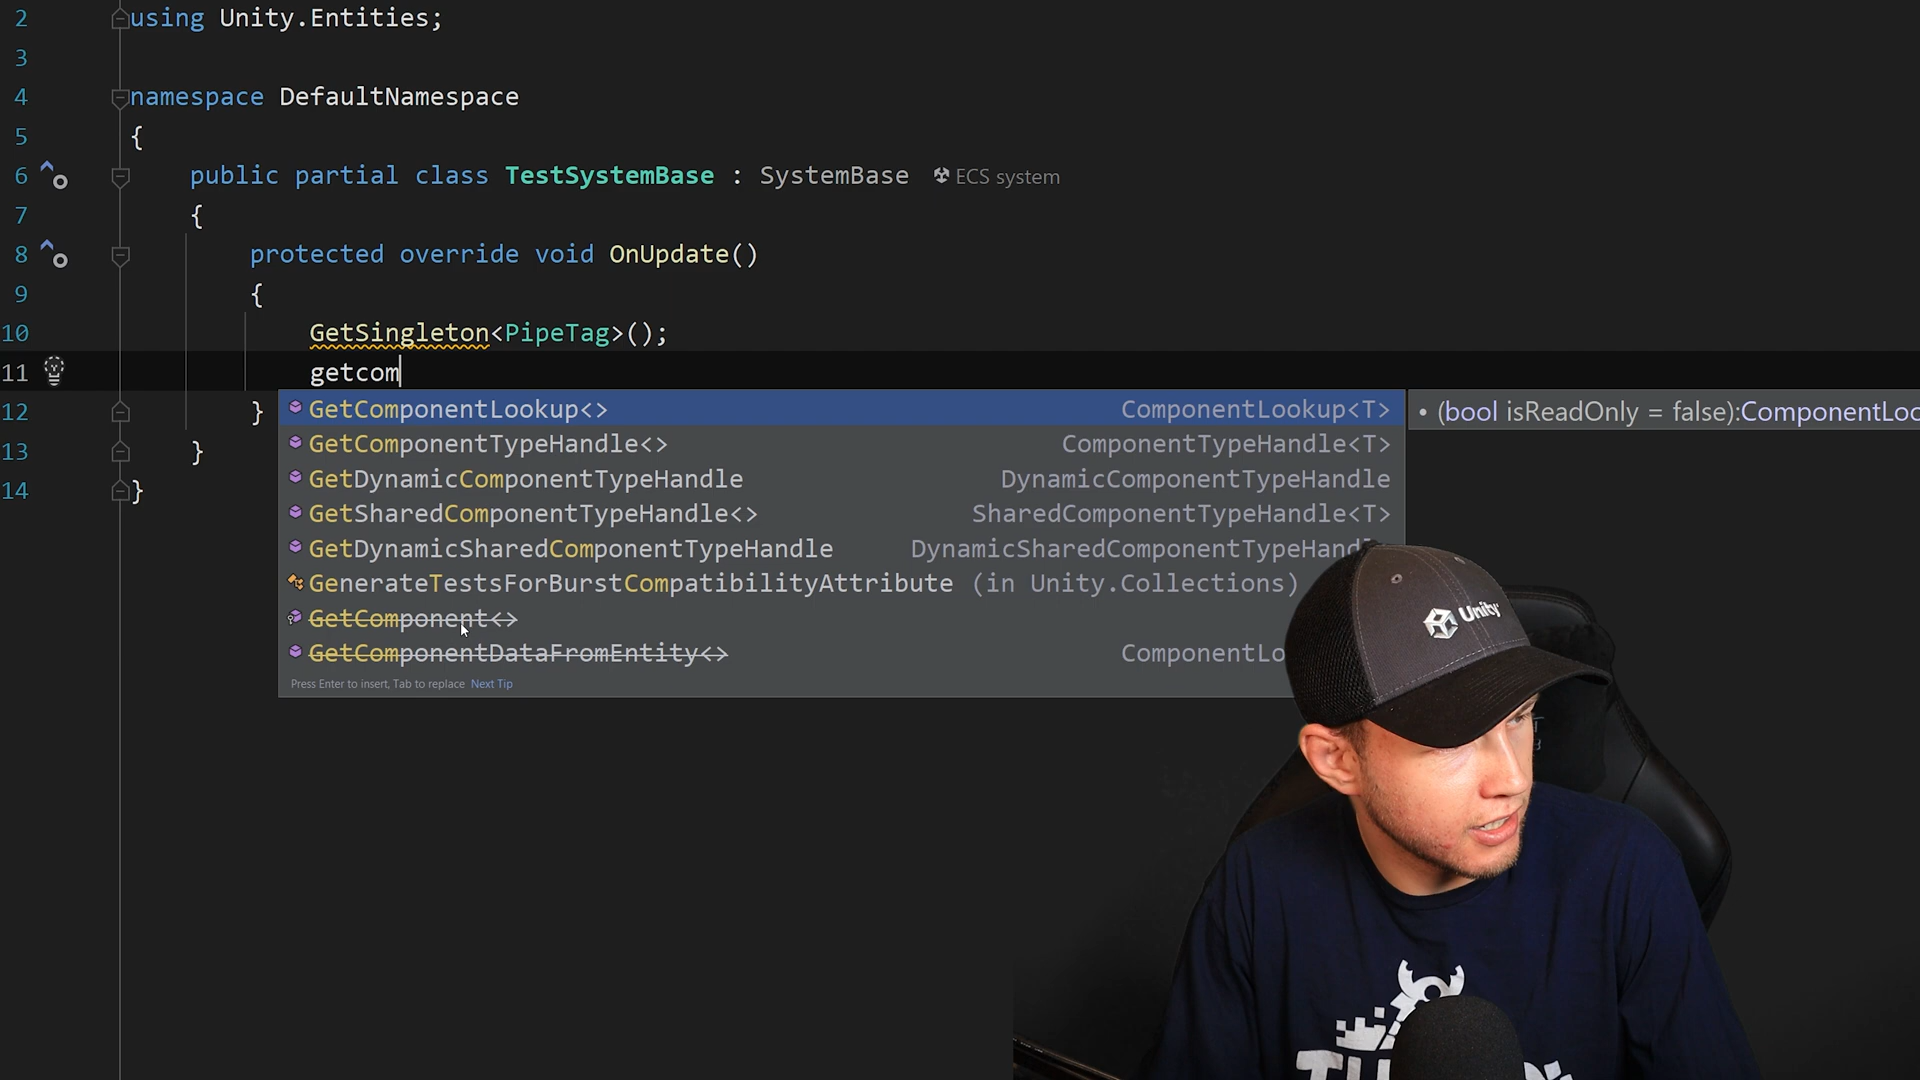 2 using Unity.Entities;
3
4 namespace DefaultNamespace
5 {
6 public partial class TestSystemBase : SystemBase ECS system
7 {
8 protected override void OnUpdate()
9 {
10 GetSingleton<PipeTag>();
11 getcom
GetComponentLookup<> ComponentLookup<T> • (bool isReadOnly = false):ComponentLoo
GetComponentTypeHandle<> ComponentTypeHandle<T>
GetDynamicComponentTypeHandle DynamicComponentTypeHandle
GetSharedComponentTypeHandle<> SharedComponentTypeHandle<T>
GetDynamicSharedComponentTypeHandle DynamicSharedComponentTypeHandle
GenerateTestsForBurstCompatibilityAttribute (in Unity.Collections)
GetComponent<>
GetComponentDataFromEntity<> ComponentLo
Press Enter to insert, Tab to replace Next Tip
12 }
13 }
14 }
Unity